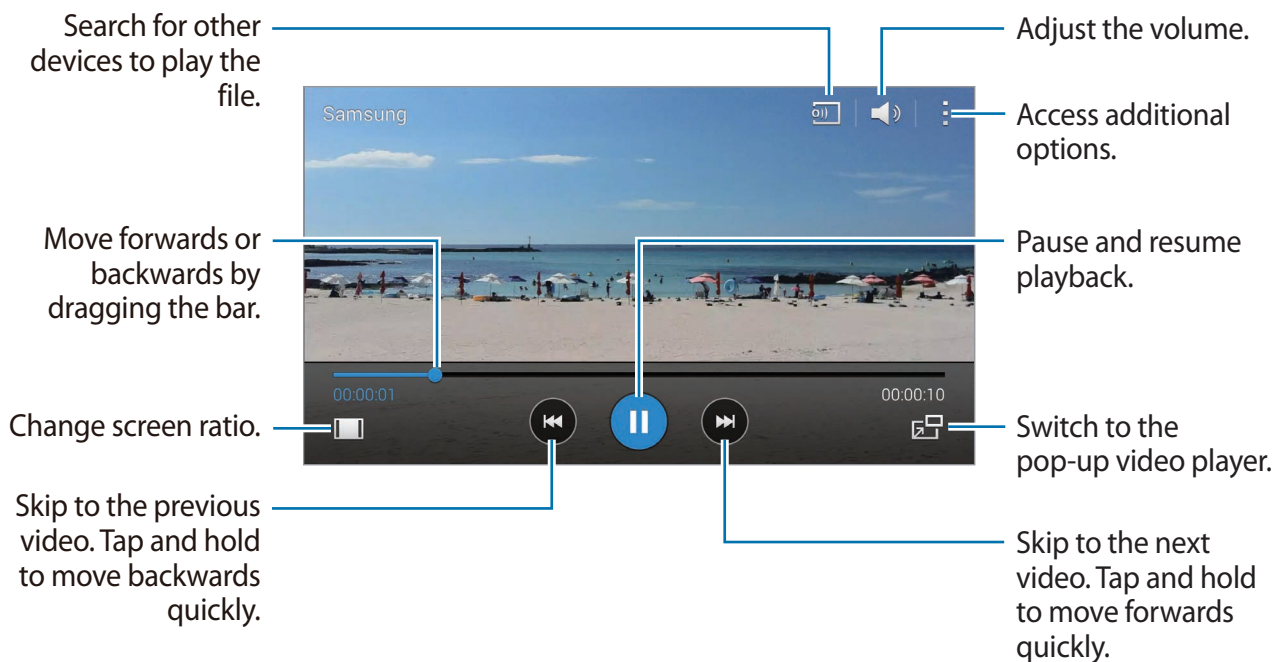 Search for other
devices to play the
file.
Adjust the volume.
Samsung
Access additional
options.
Move forwards or
backwards by
dragging the bar.
Pause and resume
playback.
00:00:01
00:00:10
Change screen ratio.
Switch to the
pop-up video player.
Skip to the previous
video. Tap and hold
to move backwards
quickly.
Skip to the next
video. Tap and hold
to move forwards
quickly.